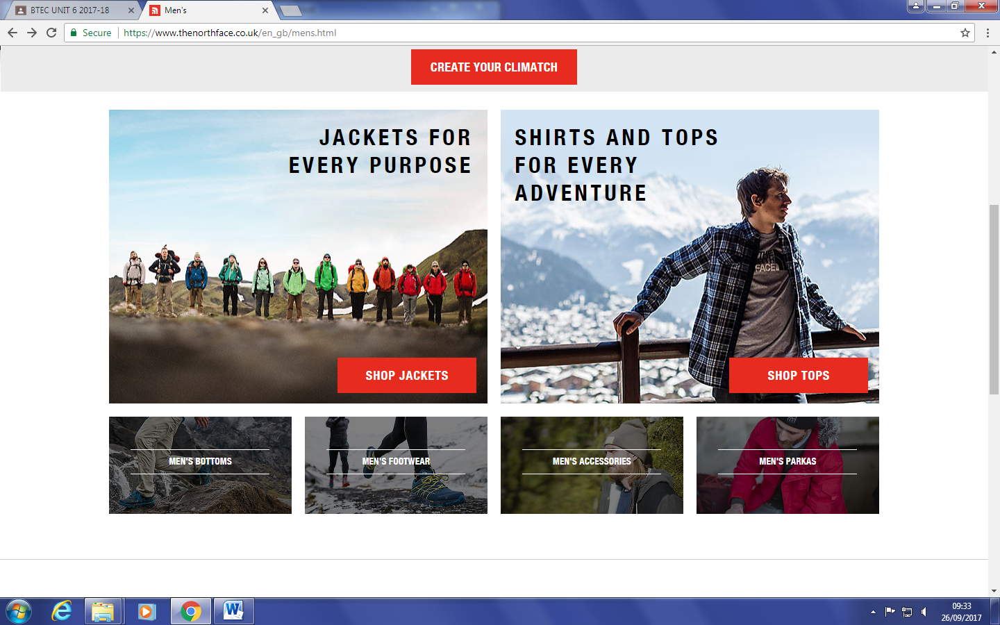 BTEC UNIT 6 2017-18
Men's
Secure
https://www.thenorthface.co.uk/en_gb/mens.html
CREATE YOUR CLIMATCH
JACKETS FOR
EVERY PURPOSE
SHIRTS AND TOPS
FOR EVERY
ADVENTURE
THE
FACE
SHOP JACKETS
SHOP TOPS
MEN'S BOTTOMS
MEN'S FOOTWEAR
MEN'S ACCESSORIES
MEN'S PARKAS
09:33
26/09/2017